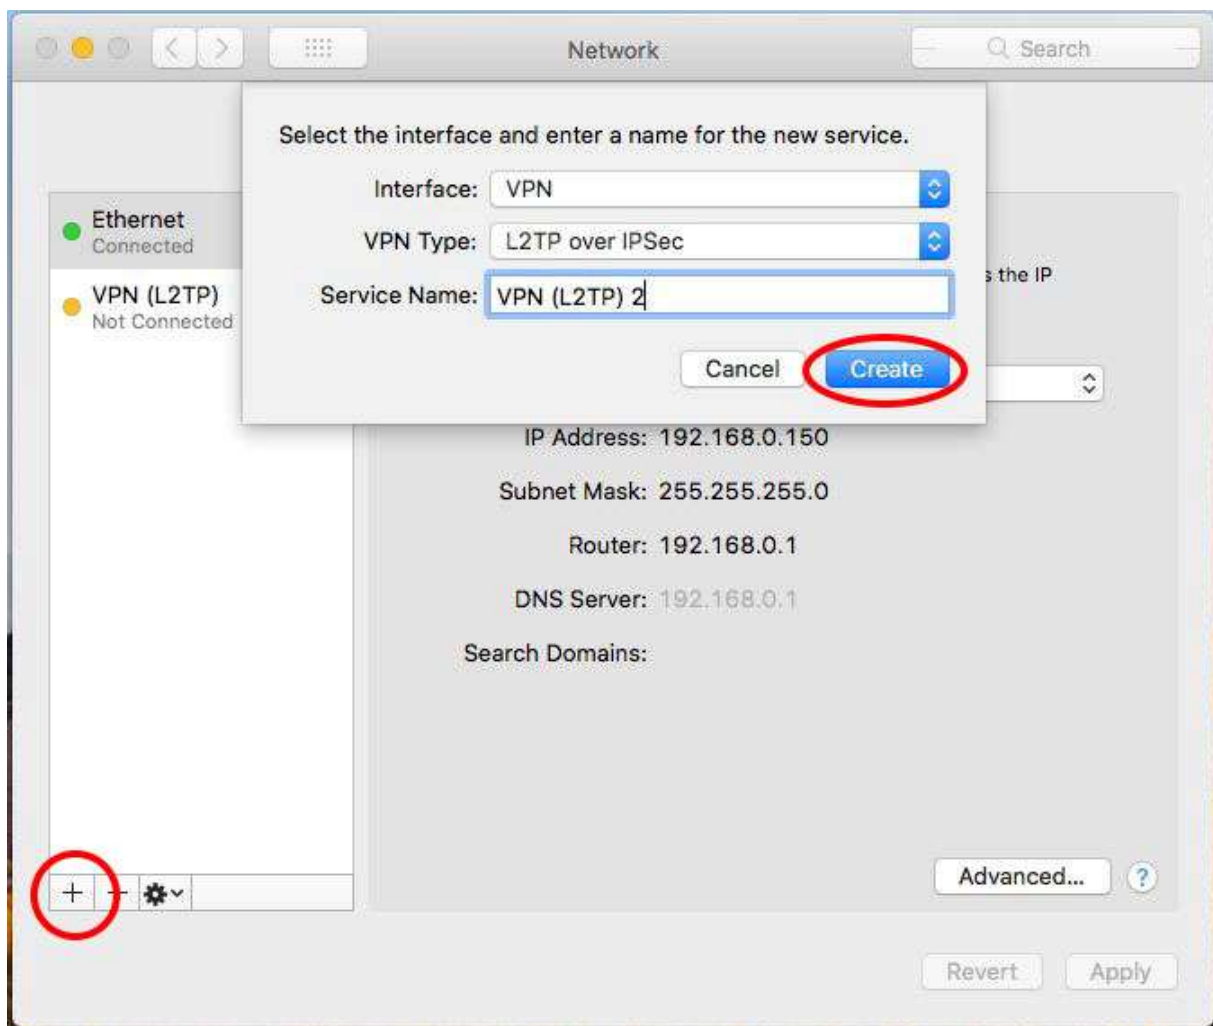 Network
Search
Select the interface and enter a name for the new service.
Interface: VPN
VPN Type: L2TP over IPSec
Service Name: VPN (L2TP) 2
Cancel
Create
Ethernet
Connected
VPN (L2TP)
Not Connected
s the IP
IP Address: 192.168.0.150
Subnet Mask: 255.255.255.0
Router: 192.168.0.1
DNS Server: 192.168.0.1
Search Domains:
Advanced...
?
Revert
Apply